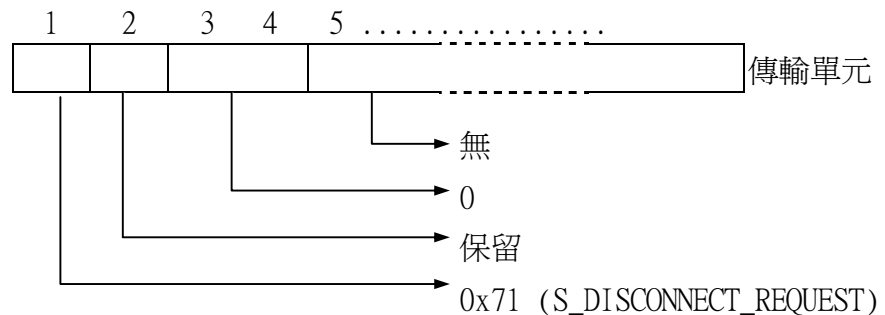 1 2 3 4 5 ................
傳輸單元
無
0
保留
0x71 (S_DISCONNECT_REQUEST)